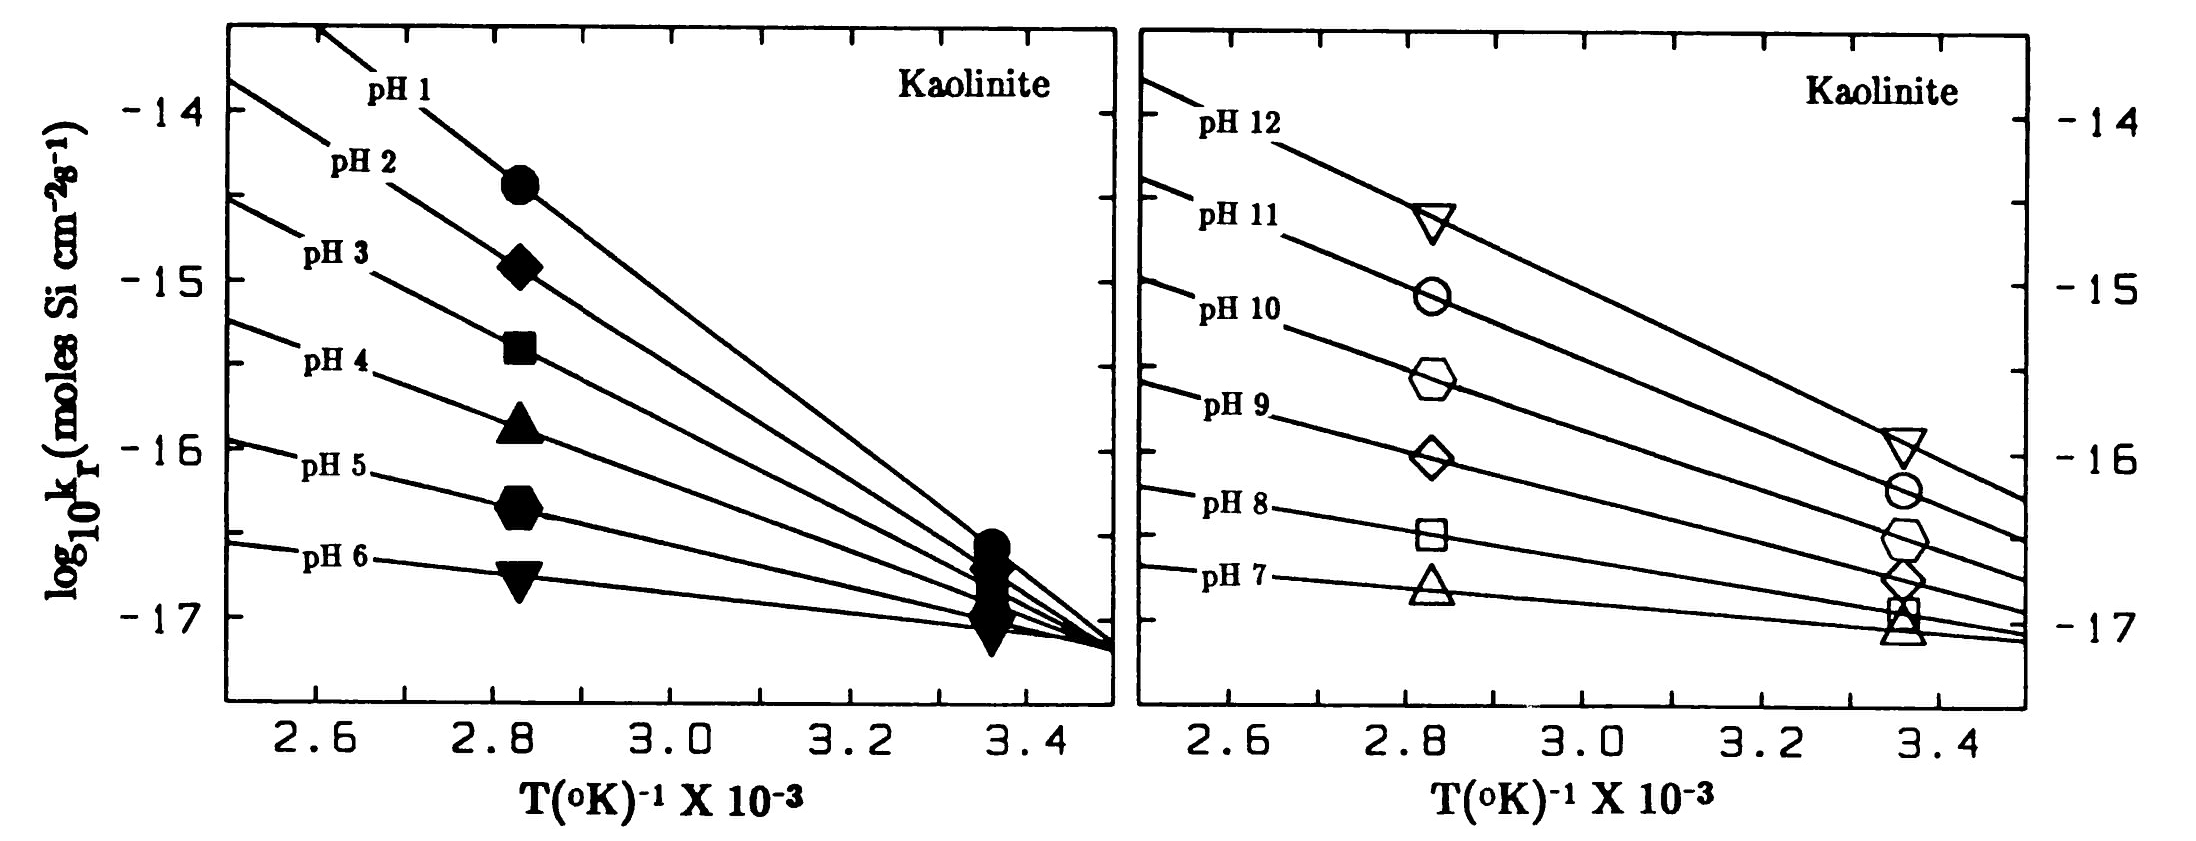 log10kr(moles Si cm-2s-1)
-14
-15
-16
-17
Kaolinite
pH 1
pH 2
pH 3
pH 4
pH 5
pH 6
2.6 2.8 3.0 3.2 3.4
T(oK)-1 X 10-3
Kaolinite
pH 12
pH 11
pH 10
pH 9
pH 8
pH 7
-14
-15
-16
-17
2.6 2.8 3.0 3.2 3.4
T(oK)-1 X 10-3